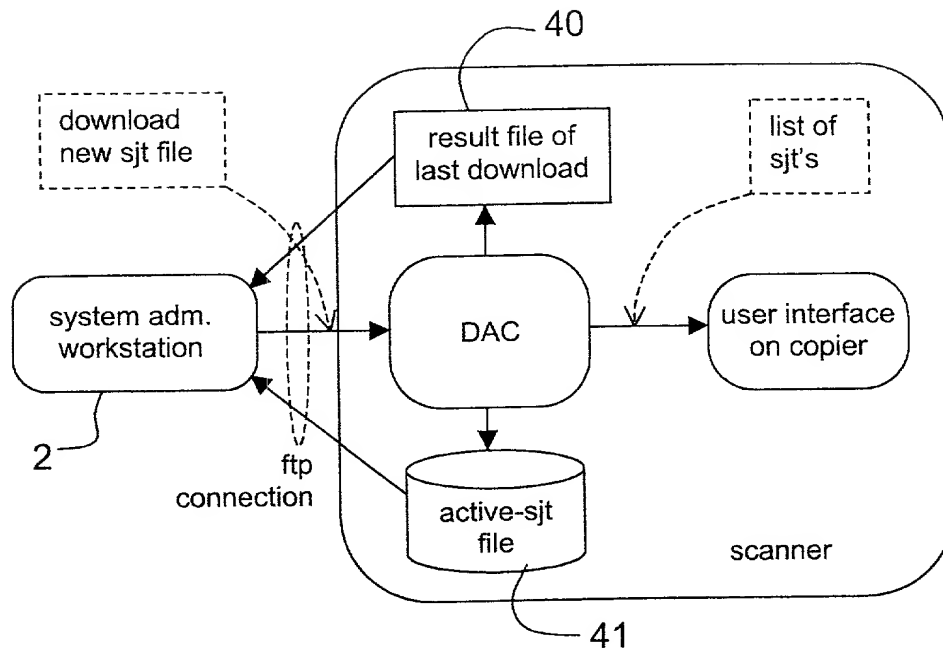 40
download
new sjt file
result file of
last download
list of
sjt's
system adm.
workstation
DAC
user interface
on copier
2
ftp
connection
active-sjt
file
scanner
41